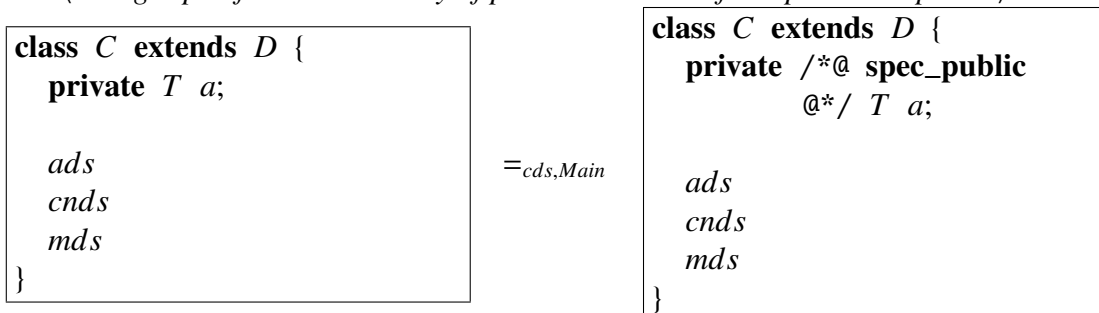 class C extends D {
private T a;
ads
cnds
mds
}
=cds,Main
class C extends D {
private /*@ spec_public
@*/ T a;
ads
cnds
mds
}